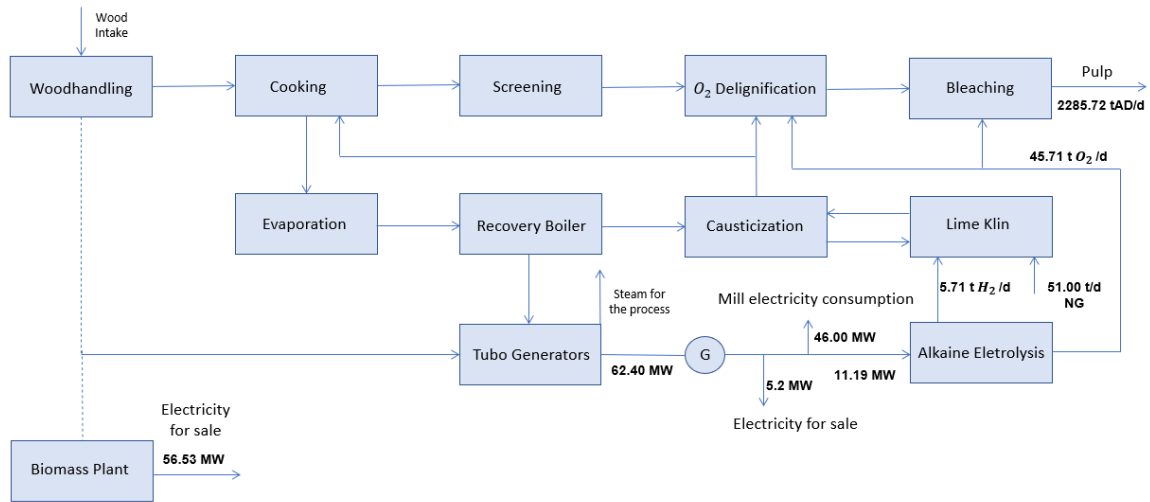 Wood
Intake
Woodhandling
Cooking
Screening
O₂ Delignification
Bleaching
Pulp
2285.72 tAD/d
45.71 t O₂ /d
Evaporation
Recovery Boiler
Causticization
Lime Klin
Steam for
the process
Mill electricity consumption
5.71 t H₂ /d
51.00 t/d
NG
Tubo Generators
62.40 MW
G
46.00 MW
5.2 MW
11.19 MW
Alkaine Eletrolysis
Electricity for sale
Electricity
for sale
56.53 MW
Biomass Plant